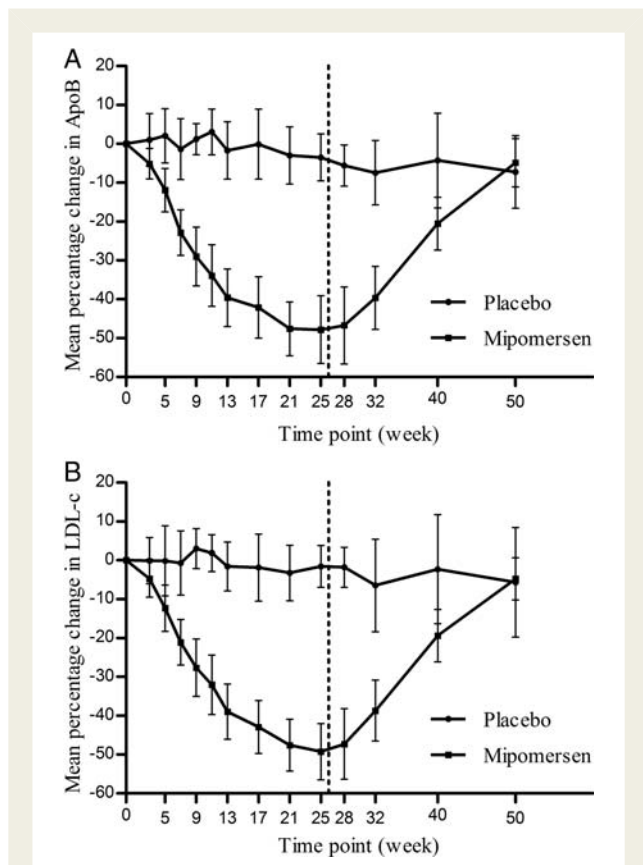 A
Mean percantage change in ApoB
20
10
0
-10
-20
-30
-40
-50
-60
Placebo
Mipomersen
0 5 9 13 17 21 25 28 32 40 50
Time point (week)
B
Mean percentage change in LDL-c
20
10
0
-10
-20
-30
-40
-50
-60
Placebo
Mipomersen
0 5 9 13 17 21 25 28 32 40 50
Time point (week)